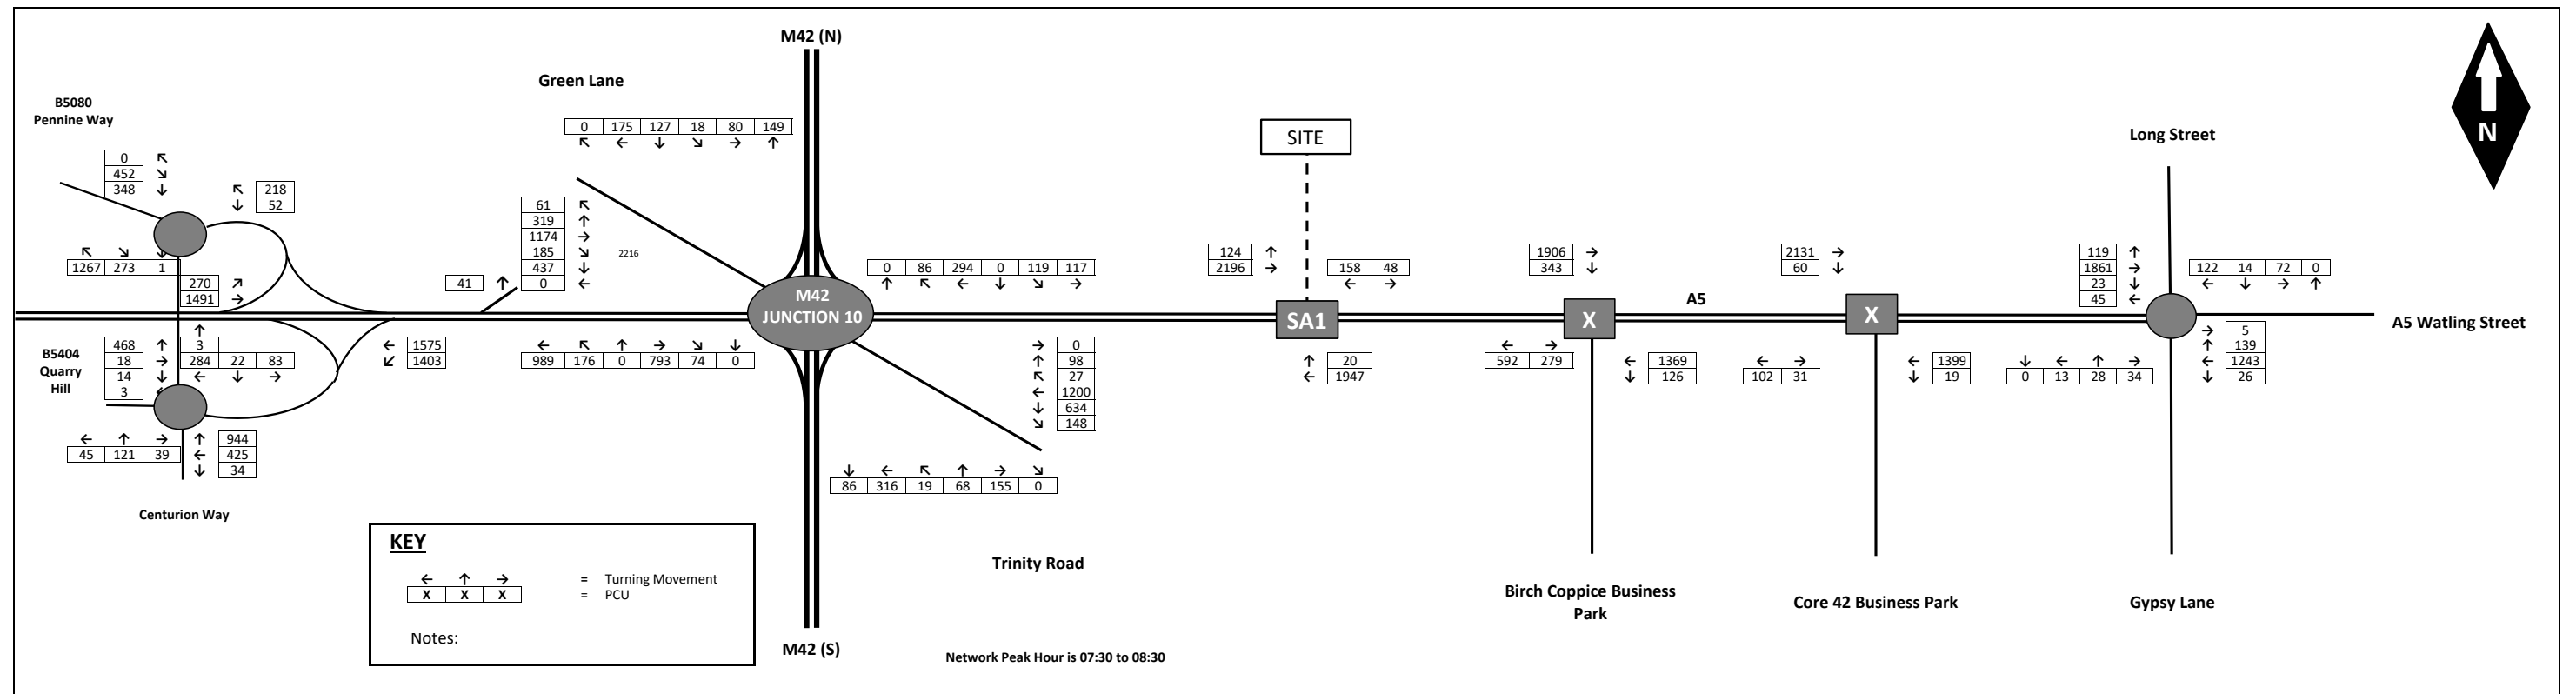 M42 (N)
Green Lane
B5080
Pennine Way
0 175 127 18 80 149
↖ ← ↓ ↘ → ↑
SITE
Long Street
N
0 ↖
452 ↘
348 ↓
↖ 218
↓ 52
↖ ↘ ↓
1267 273 1
270 ↗
1491 →
41 ↑
61 ↖
319 ↑
1174 →
185 ↘
437 ↓
0 ←
2216
M42
JUNCTION 10
0 86 294 0 119 117
↑ ↖ ← ↓ ↘ →
124 ↑
2196 →
158 48
← →
SA1
1906 →
343 ↓
X
A5
2131 →
60 ↓
X
119 ↑
1861 →
23 ↓
45 ←
122 14 72 0
← ↓ → ↑
A5 Watling Street
B5404
Quarry
Hill
468 ↑
18 →
14 ↓
3 ←
↑
3
284 22 83
← ↓ →
← 1575
↙ 1403
← ↖ ↑ → ↘ ↓
989 176 0 793 74 0
→ 0
↑ 98
↖ 27
← 1200
↓ 634
↘ 148
↑ 20
← 1947
← →
592 279
← 1369
↓ 126
← →
102 31
← 1399
↓ 19
↓ ← ↑ →
0 13 28 34
→ 5
↑ 139
← 1243
↓ 26
← ↑ →
45 121 39
↑ 944
← 425
↓ 34
↓ ← ↖ ↑ → ↘
86 316 19 68 155 0
Centurion Way
KEY
← ↑ → = Turning Movement
X X X = PCU
Notes:
Trinity Road
M42 (S)
Network Peak Hour is 07:30 to 08:30
Birch Coppice Business
Park
Core 42 Business Park
Gypsy Lane